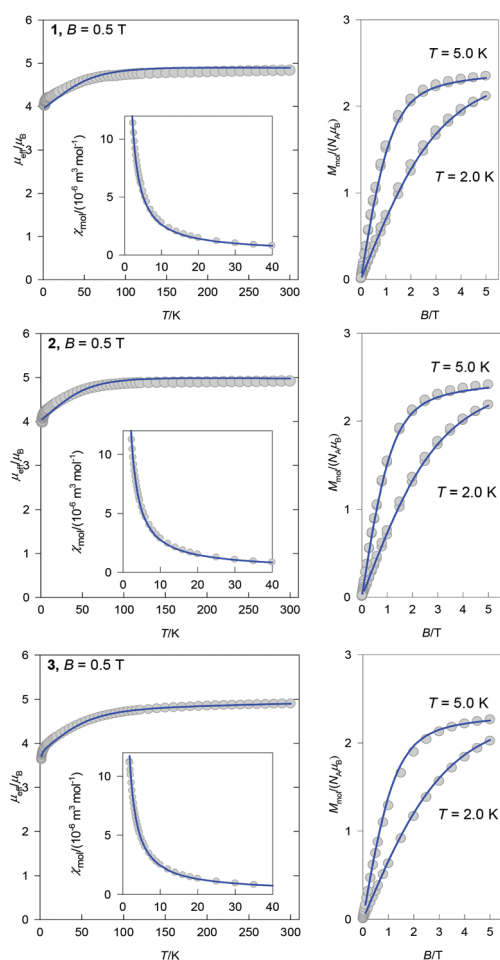 1, B = 0.5 T
μeff/μB
6
5
4
3
2
1
0
0 50 100 150 200 250 300
T/K
χmol/(10⁻⁶ m³ mol⁻¹)
10
5
0
0 10 20 30 40
T/K
Mmol/(NAμB)
3
2
1
0
T = 5.0 K
T = 2.0 K
0 1 2 3 4 5
B/T
2, B = 0.5 T
μeff/μB
6
5
4
3
2
1
0
0 50 100 150 200 250 300
T/K
χmol/(10⁻⁶ m³ mol⁻¹)
10
5
0
0 10 20 30 40
T/K
Mmol/(NAμB)
3
2
1
0
T = 5.0 K
T = 2.0 K
0 1 2 3 4 5
B/T
3, B = 0.5 T
μeff/μB
6
5
4
3
2
1
0
0 50 100 150 200 250 300
T/K
χmol/(10⁻⁶ m³ mol⁻¹)
10
5
0
0 10 20 30 40
T/K
Mmol/(NAμB)
3
2
1
0
T = 5.0 K
T = 2.0 K
0 1 2 3 4 5
B/T